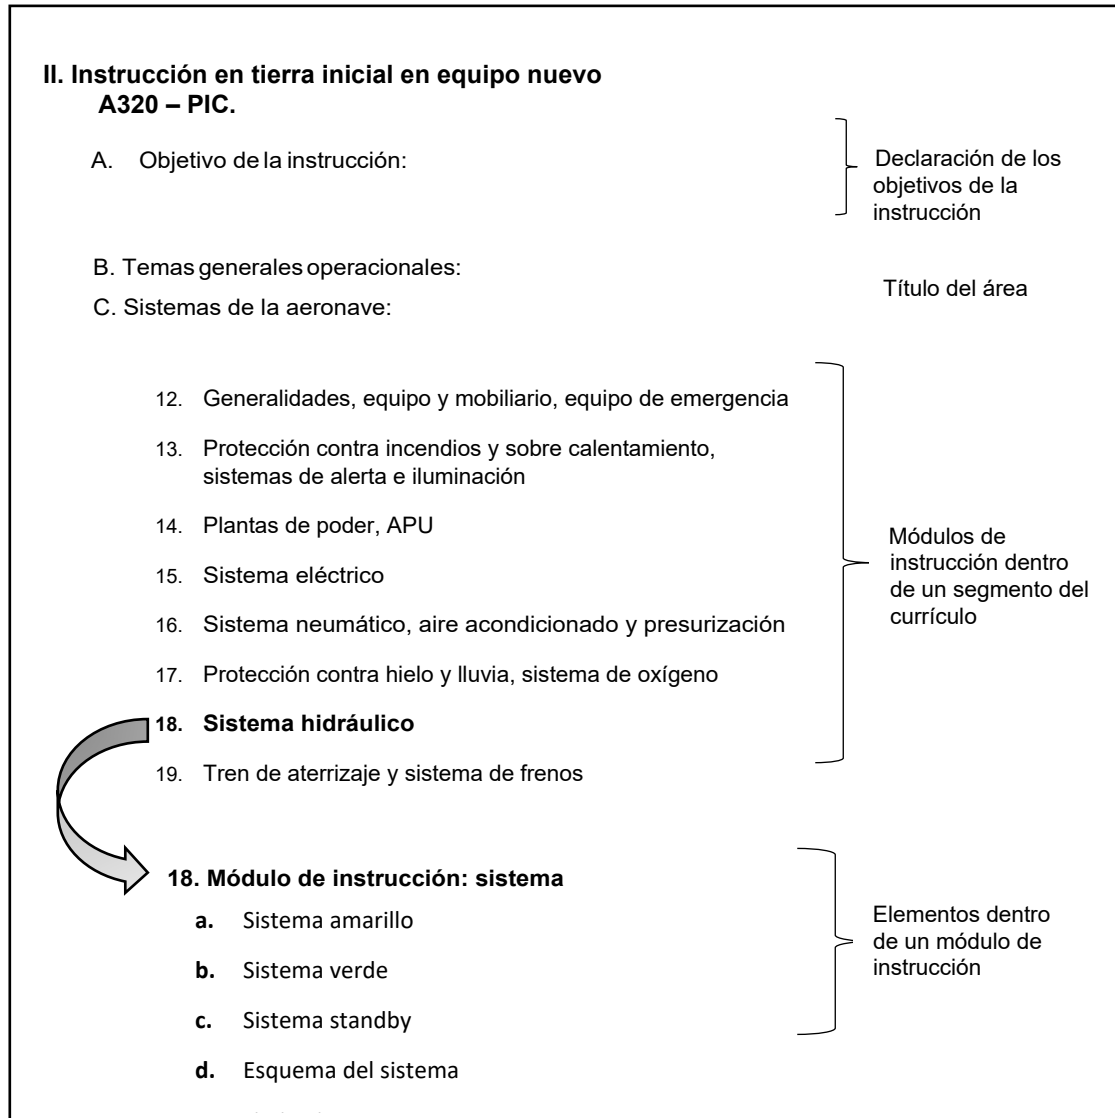 II. Instrucción en tierra inicial en equipo nuevo
A320 – PIC.
A. Objetivo de la instrucción:
Declaración de los
objetivos de la
instrucción
B. Temas generales operacionales:
Título del área
C. Sistemas de la aeronave:
12. Generalidades, equipo y mobiliario, equipo de emergencia
13. Protección contra incendios y sobre calentamiento,
sistemas de alerta e iluminación
14. Plantas de poder, APU
15. Sistema eléctrico
16. Sistema neumático, aire acondicionado y presurización
17. Protección contra hielo y lluvia, sistema de oxígeno
18. Sistema hidráulico
19. Tren de aterrizaje y sistema de frenos
Módulos de
instrucción dentro
de un segmento del
currículo
18. Módulo de instrucción: sistema
a. Sistema amarillo
b. Sistema verde
c. Sistema standby
d. Esquema del sistema
Elementos dentro
de un módulo de
instrucción